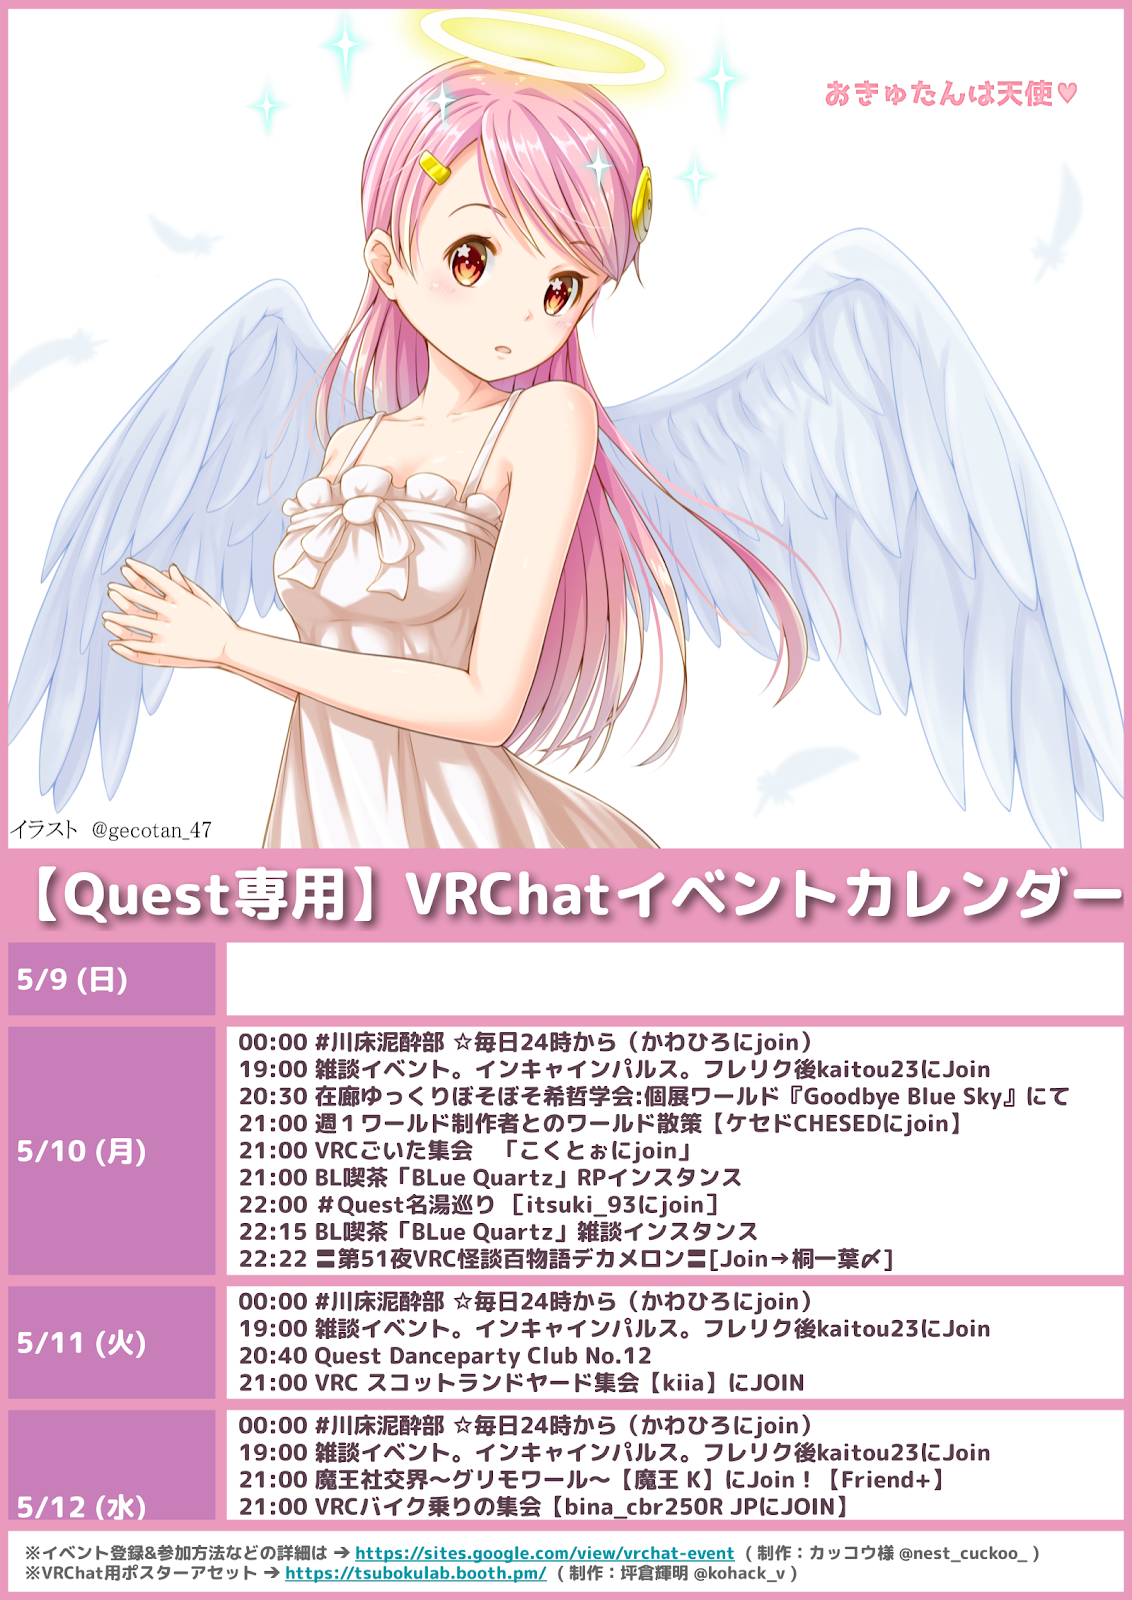 おきゅたんは天使♡
イラスト @gecotan_47
【Quest専用】VRChatイベントカレンダー
5/9 (日)
5/10 (月)
00:00 #川床泥酔部 ☆毎日24時から（かわひろにjoin）
19:00 雑談イベント。インキャインパルス。フレリク後kaitou23にJoin
20:30 在廊ゆっくりぼそぼそ希哲学会:個展ワールド『Goodbye Blue Sky』にて
21:00 週１ワールド制作者とのワールド散策【ケセドCHESEDにjoin】
21:00 VRCごいた集会 「こくとぉにjoin」
21:00 BL喫茶「BLue Quartz」RPインスタンス
22:00 ＃Quest名湯巡り ［itsuki_93にjoin］
22:15 BL喫茶「BLue Quartz」雑談インスタンス
22:22 〓第51夜VRC怪談百物語デカメロン〓[Join→桐一葉〆]
5/11 (火)
00:00 #川床泥酔部 ☆毎日24時から（かわひろにjoin）
19:00 雑談イベント。インキャインパルス。フレリク後kaitou23にJoin
20:40 Quest Danceparty Club No.12
21:00 VRC スコットランドヤード集会【kiia】にJOIN
5/12 (水)
00:00 #川床泥酔部 ☆毎日24時から（かわひろにjoin）
19:00 雑談イベント。インキャインパルス。フレリク後kaitou23にJoin
21:00 魔王社交界～グリモワール～【魔王 K】にJoin！【Friend+】
21:00 VRCバイク乗りの集会【bina_cbr250R JPにJOIN】
※イベント登録&参加方法などの詳細は → https://sites.google.com/view/vrchat-event ( 制作：カッコウ様 @nest_cuckoo_ )
※VRChat用ポスターアセット → https://tsubokulab.booth.pm/ ( 制作：坪倉輝明 @kohack_v )